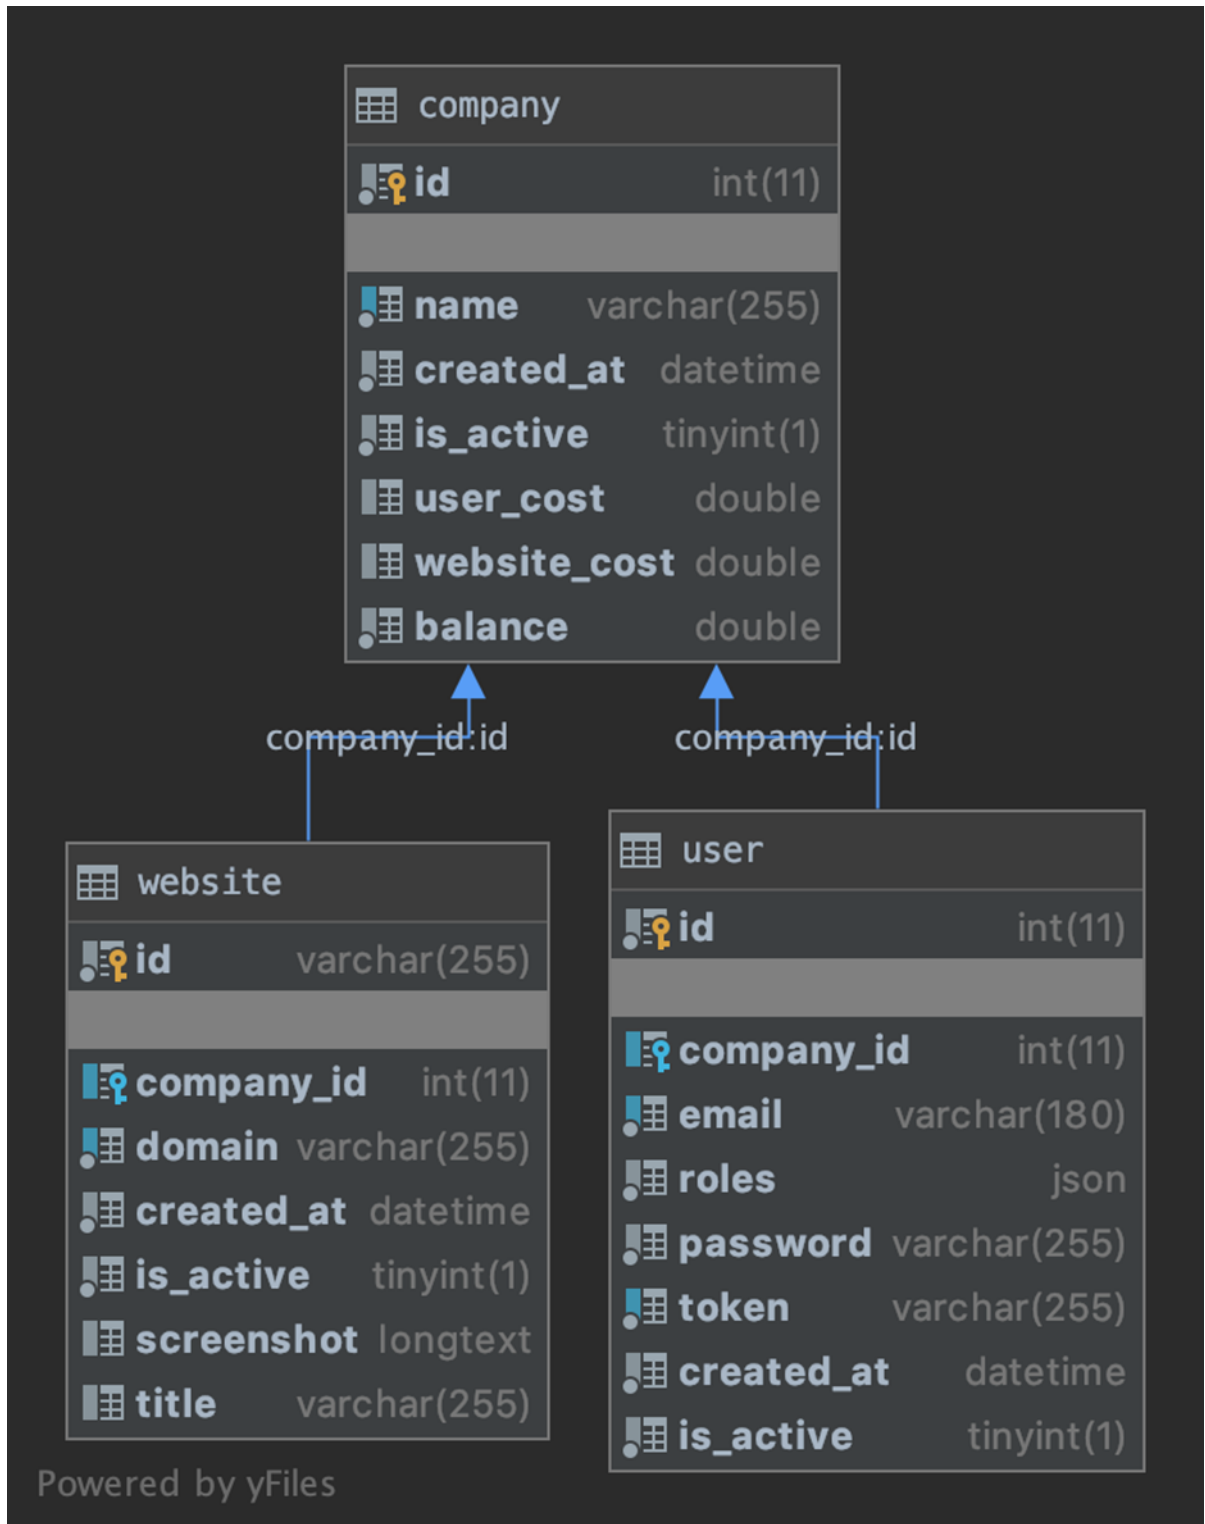 company
id int(11)
name varchar(255)
created_at datetime
is_active tinyint(1)
user_cost double
website_cost double
balance double
company_id:id
company_id:id
website
id varchar(255)
company_id int(11)
domain varchar(255)
created_at datetime
is_active tinyint(1)
screenshot longtext
title varchar(255)
user
id int(11)
company_id int(11)
email varchar(180)
roles json
password varchar(255)
token varchar(255)
created_at datetime
is_active tinyint(1)
Powered by yFiles